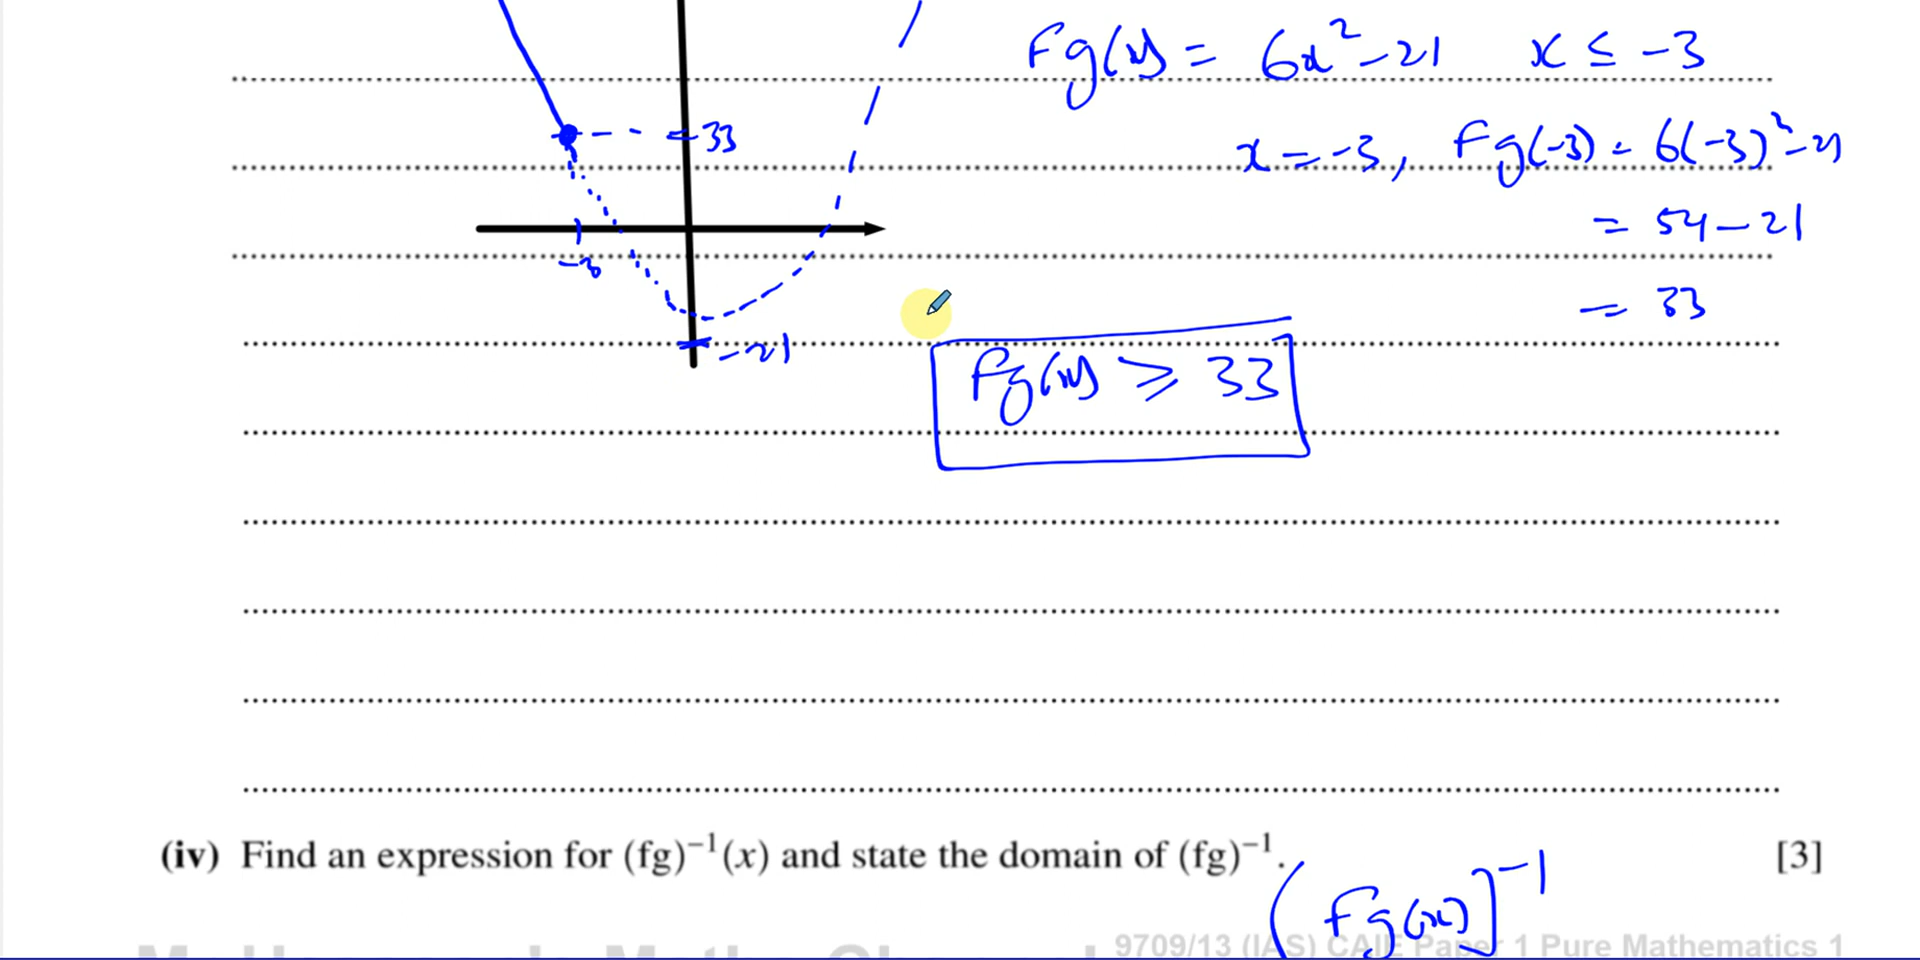 fg(x) = 6x² - 21 x ≤ -3
33
x = -3, fg(-3) = 6(-3)² - 21
= 54 - 21
-3
= 33
-21
fg(x) ≥ 33
(iv) Find an expression for (fg)⁻¹(x) and state the domain of (fg)⁻¹. [3]
(fg(x)]⁻¹
9709/13 (IAS) CAIE Paper 1 Pure Mathematics 1